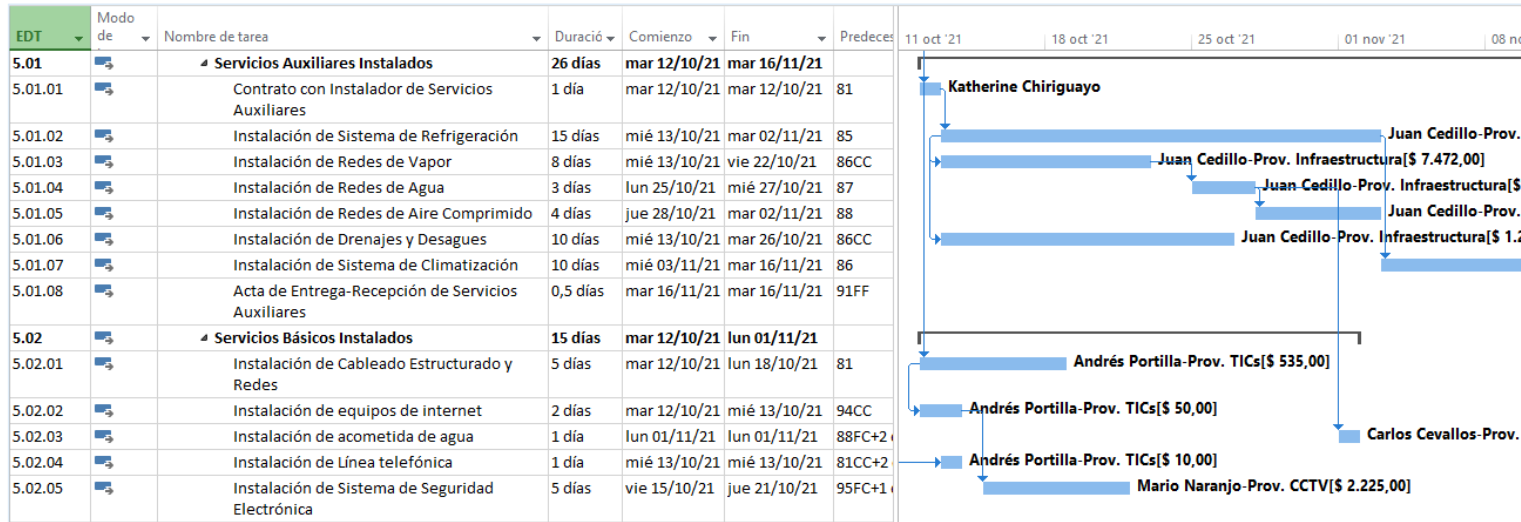 EDT Modo de Nombre de tarea Duració Comienzo Fin Predeces 11 oct '21 18 oct '21 25 oct '21 01 nov '21 08 no
5.01 Servicios Auxiliares Instalados 26 días mar 12/10/21 mar 16/11/21
5.01.01 Contrato con Instalador de Servicios Auxiliares 1 día mar 12/10/21 mar 12/10/21 81 Katherine Chiriguayo
5.01.02 Instalación de Sistema de Refrigeración 15 días mié 13/10/21 mar 02/11/21 85 Juan Cedillo-Prov.
5.01.03 Instalación de Redes de Vapor 8 días mié 13/10/21 vie 22/10/21 86CC Juan Cedillo-Prov. Infraestructura[$ 7.472,00]
5.01.04 Instalación de Redes de Agua 3 días lun 25/10/21 mié 27/10/21 87 Juan Cedillo-Prov. Infraestructura[$
5.01.05 Instalación de Redes de Aire Comprimido 4 días jue 28/10/21 mar 02/11/21 88 Juan Cedillo-Prov.
5.01.06 Instalación de Drenajes y Desagues 10 días mié 13/10/21 mar 26/10/21 86CC Juan Cedillo-Prov. Infraestructura[$ 1.2
5.01.07 Instalación de Sistema de Climatización 10 días mié 03/11/21 mar 16/11/21 86
5.01.08 Acta de Entrega-Recepción de Servicios Auxiliares 0,5 días mar 16/11/21 mar 16/11/21 91FF
5.02 Servicios Básicos Instalados 15 días mar 12/10/21 lun 01/11/21
5.02.01 Instalación de Cableado Estructurado y Redes 5 días mar 12/10/21 lun 18/10/21 81 Andrés Portilla-Prov. TICs[$ 535,00]
5.02.02 Instalación de equipos de internet 2 días mar 12/10/21 mié 13/10/21 94CC Andrés Portilla-Prov. TICs[$ 50,00]
5.02.03 Instalación de acometida de agua 1 día lun 01/11/21 lun 01/11/21 88FC+2 Carlos Cevallos-Prov.
5.02.04 Instalación de Línea telefónica 1 día mié 13/10/21 mié 13/10/21 81CC+2 Andrés Portilla-Prov. TICs[$ 10,00]
5.02.05 Instalación de Sistema de Seguridad Electrónica 5 días vie 15/10/21 jue 21/10/21 95FC+1 Mario Naranjo-Prov. CCTV[$ 2.225,00]